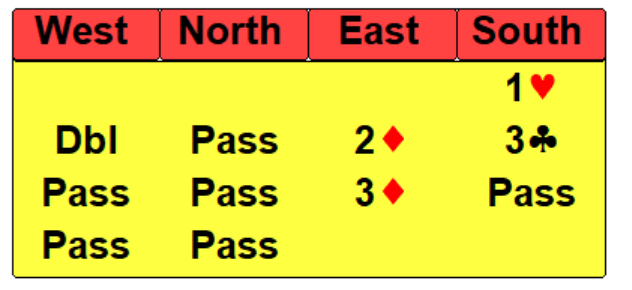 West North East South
1♥
Dbl Pass 2♦ 3♣
Pass Pass 3♦ Pass
Pass Pass